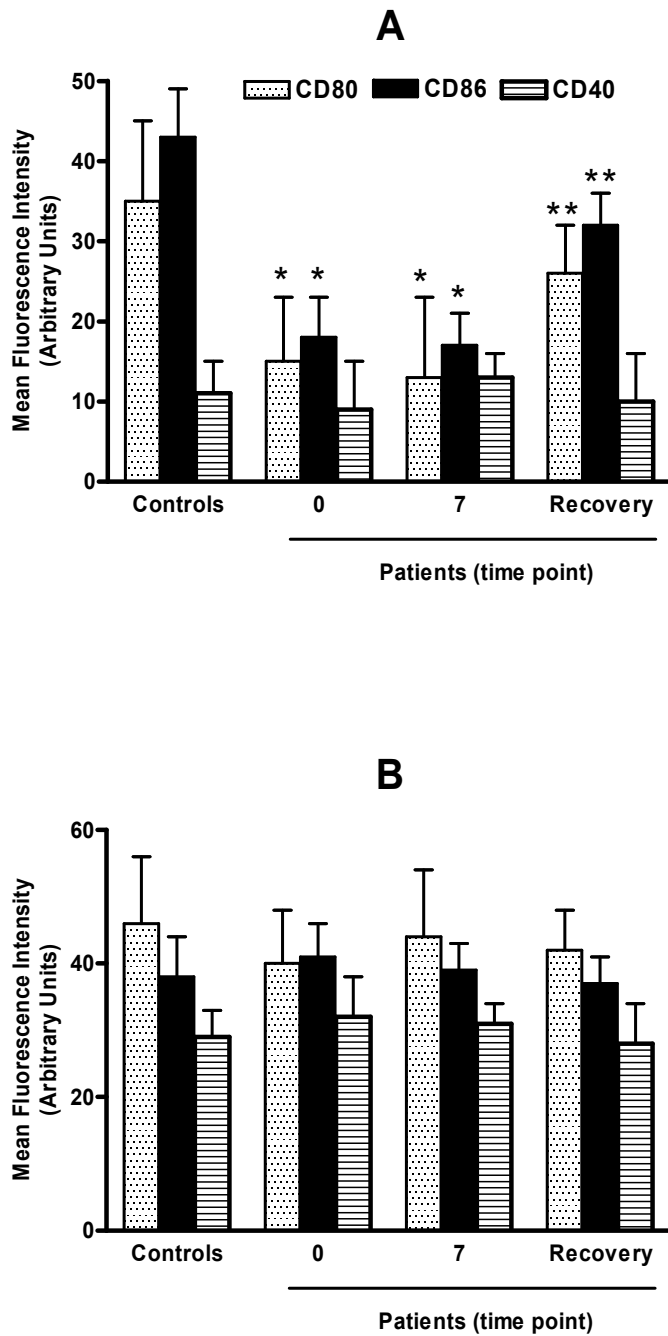 A
50
CD80 CD86 CD40
**
40
**
Mean Fluorescence Intensity
(Arbitrary Units)
30
* * * *
20
10
0
Controls 0 7 Recovery
Patients (time point)
B
60
Mean Fluorescence Intensity
(Arbitrary Units)
40
20
0
Controls 0 7 Recovery
Patients (time point)